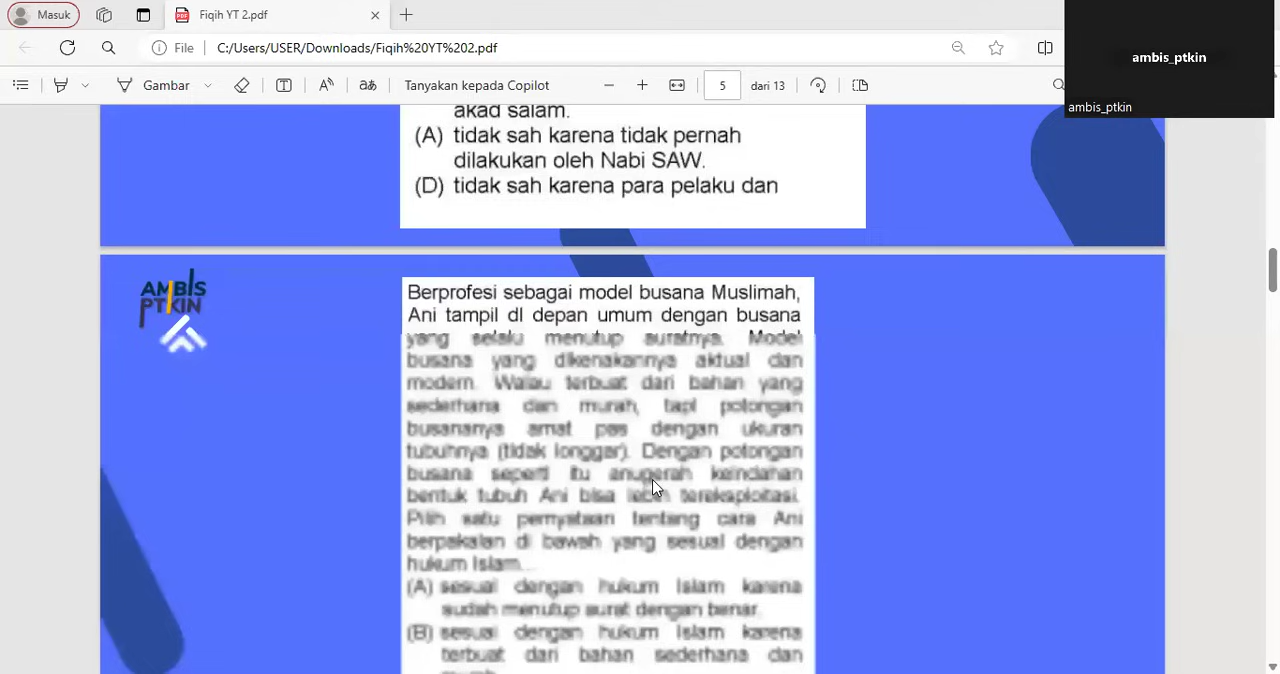 Masuk
Fiqih YT 2.pdf
File
C:/Users/USER/Downloads/Fiqih%20YT%202.pdf
Gambar
Tanyakan kepada Copilot
5
dari 13
ambis_ptkin
ambis_ptkin
akad salam.
(A) tidak sah karena tidak pernah
dilakukan oleh Nabi SAW.
(D) tidak sah karena para pelaku dan
AMBIS
PTKIN
Berprofesi sebagai model busana Muslimah,
Ani tampil dl depan umum dengan busana
yang selalu menutup auratnya. Model
busana yang dikenakannya aktual dan
modern. Walau terbuat dari bahan yang
sederhana dan murah, tapi potongan
busananya amat pas dengan ukuran
tubuhnya (tidak longgar). Dengan potongan
busana seperti itu anugerah keindahan
bentuk tubuh Ani bisa lebih tereksploitasi.
Pilih satu pernyataan tentang cara Ani
berpakaian di bawah yang sesuai dengan
hukum Islam...
(A) sesuai dengan hukum Islam karena
sudah menutup aurat dengan benar.
(B) sesuai dengan hukum Islam karena
terbuat dari bahan sederhana dan